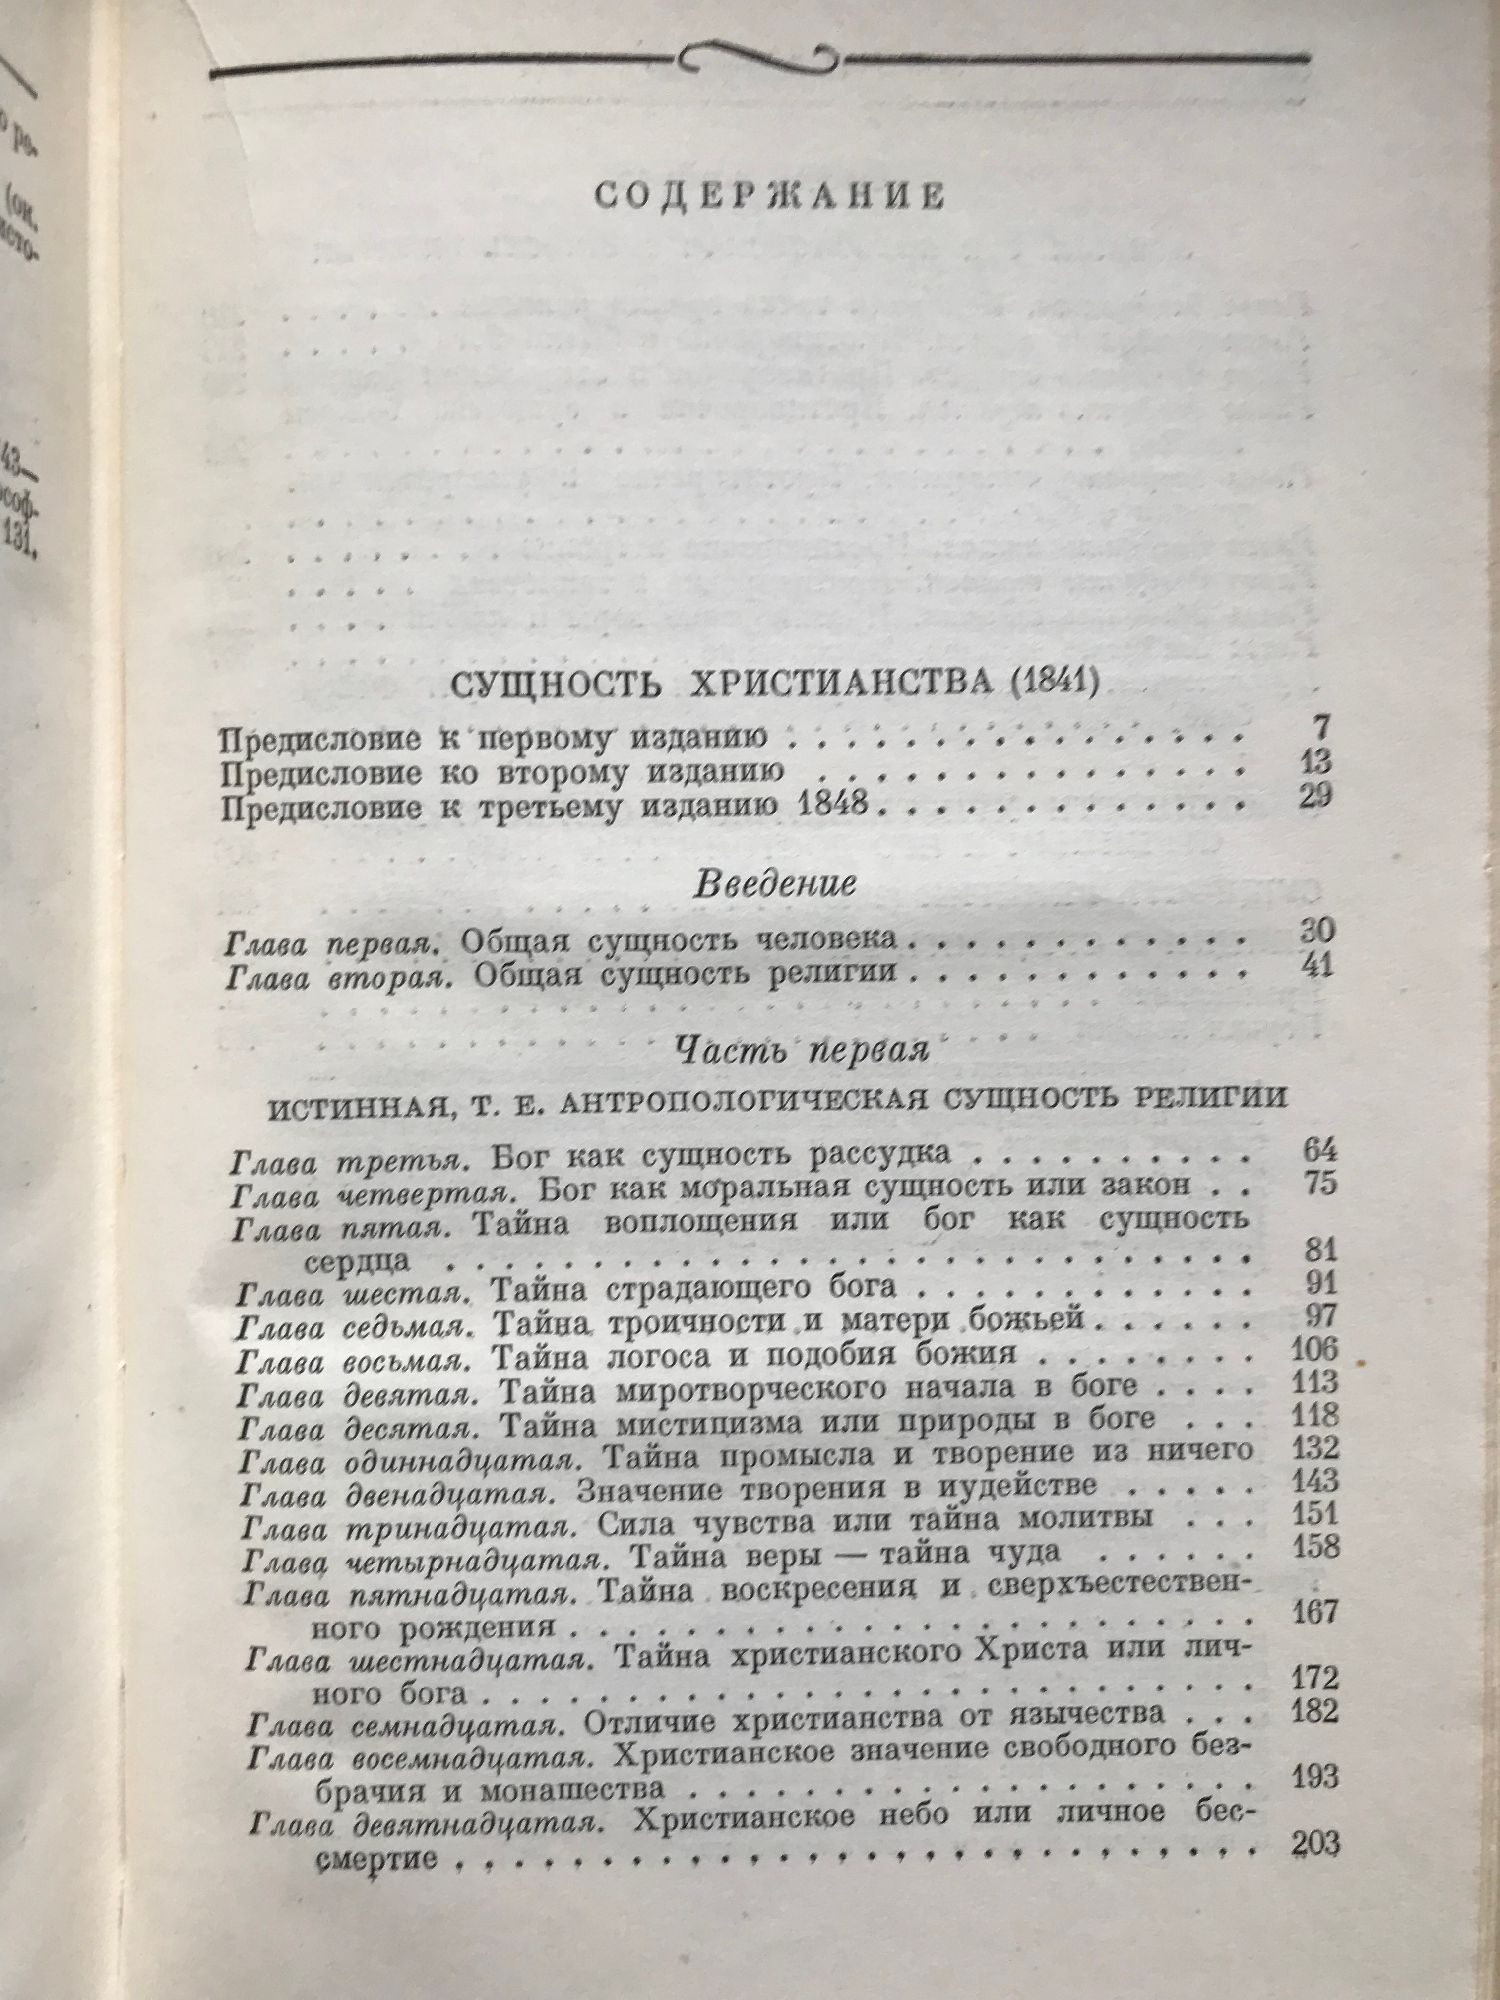 о ре-
(он.
исто-
43—
ософ-
131.
СОДЕРЖАНИЕ
СУЩНОСТЬ ХРИСТИАНСТВА (1841)
Предисловие к первому изданию . . . . . . . . . . . . . . . . 7
Предисловие ко второму изданию . . . . . . . . . . . . . . . 13
Предисловие к третьему изданию 1848 . . . . . . . . . . . . . 29
Введение
Глава первая. Общая сущность человека . . . . . . . . . . . . 30
Глава вторая. Общая сущность религии . . . . . . . . . . . . 41
Часть первая
ИСТИННАЯ, Т. Е. АНТРОПОЛОГИЧЕСКАЯ СУЩНОСТЬ РЕЛИГИИ
Глава третья. Бог как сущность рассудка . . . . . . . . . . 64
Глава четвертая. Бог как моральная сущность или закон . . 75
Глава пятая. Тайна воплощения или бог как сущность
сердца . . . . . . . . . . . . . . . . . . . . . . . . . . . . 81
Глава шестая. Тайна страдающего бога . . . . . . . . . . . . 91
Глава седьмая. Тайна троичности и матери божьей . . . . . . 97
Глава восьмая. Тайна логоса и подобия божия . . . . . . . . 106
Глава девятая. Тайна миротворческого начала в боге . . . . 113
Глава десятая. Тайна мистицизма или природы в боге . . . 118
Глава одиннадцатая. Тайна промысла и творение из ничего 132
Глава двенадцатая. Значение творения в иудействе . . . . . 143
Глава тринадцатая. Сила чувства или тайна молитвы . . . 151
Глава четырнадцатая. Тайна веры — тайна чуда . . . . . . 158
Глава пятнадцатая. Тайна воскресения и сверхъестествен-
ного рождения . . . . . . . . . . . . . . . . . . . . . . . . 167
Глава шестнадцатая. Тайна христианского Христа или лич-
ного бога . . . . . . . . . . . . . . . . . . . . . . . . . . . 172
Глава семнадцатая. Отличие христианства от язычества . . . 182
Глава восемнадцатая. Христианское значение свободного без-
брачия и монашества . . . . . . . . . . . . . . . . . . . . 193
Глава девятнадцатая. Христианское небо или личное бес-
смертие . . . . . . . . . . . . . . . . . . . . . . . . . . . . 203